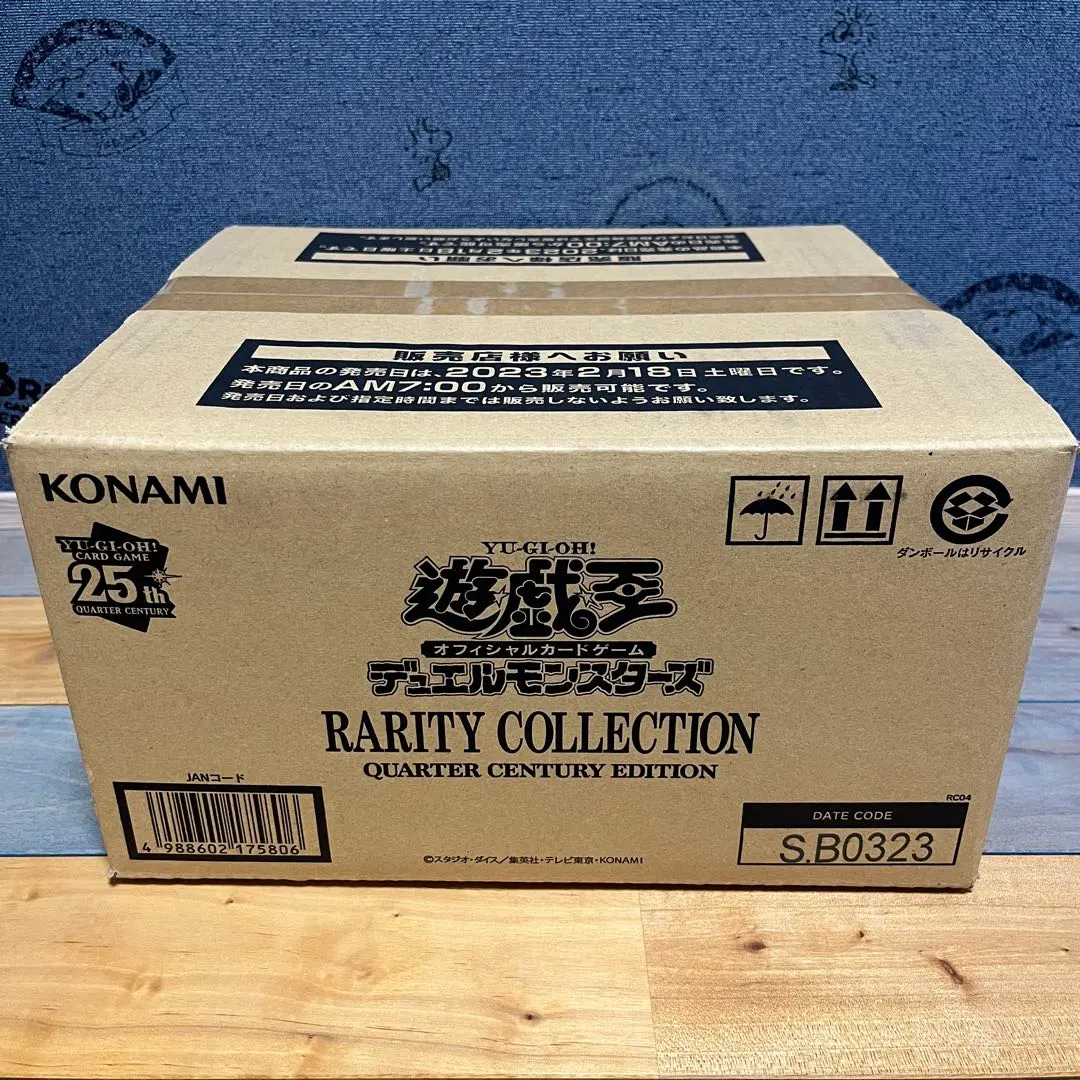 販売店様へお願い
本商品の発売日は、2023年2月18日土曜日です。
発売日のAM7:00から販売可能です。
発売日および指定時間までは販売しないようお願い致します。
KONAMI
YU-GI-OH!
CARD GAME
25th
QUARTER CENTURY
ダンボールはリサイクル
YU-GI-OH!
遊戯王
オフィシャルカードゲーム
デュエルモンスターズ
RARITY COLLECTION
QUARTER CENTURY EDITION
JANコード
4 988602 175806
©スタジオ・ダイス/集英社・テレビ東京・KONAMI
RC04
DATE CODE
S.B0323